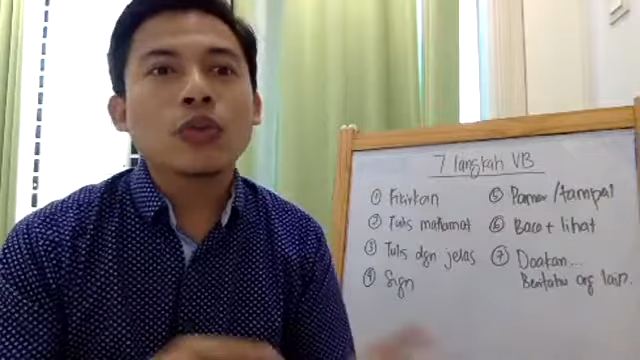 7 langkah VB
① Fikirkan
② Tulis matlamat
③ Tulis dgn jelas
④ Sign
⑤ Pamer/tampal
⑥ Baca + lihat
⑦ Doakan...
Beritahu org lain.